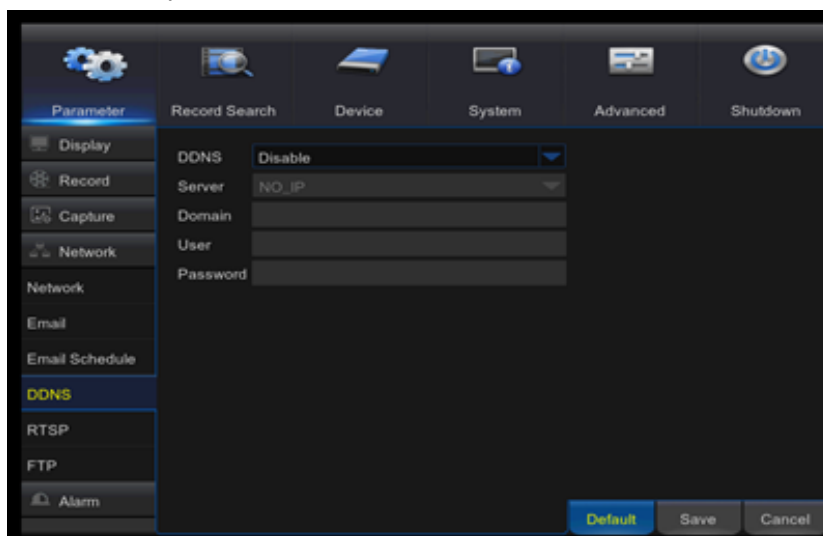 Parameter Record Search Device System Advanced Shutdown
Display
Record
Capture
Network
Network
Email
Email Schedule
DDNS
RTSP
FTP
Alarm
DDNS Disable
Server NO_IP
Domain
User
Password
Default Save Cancel